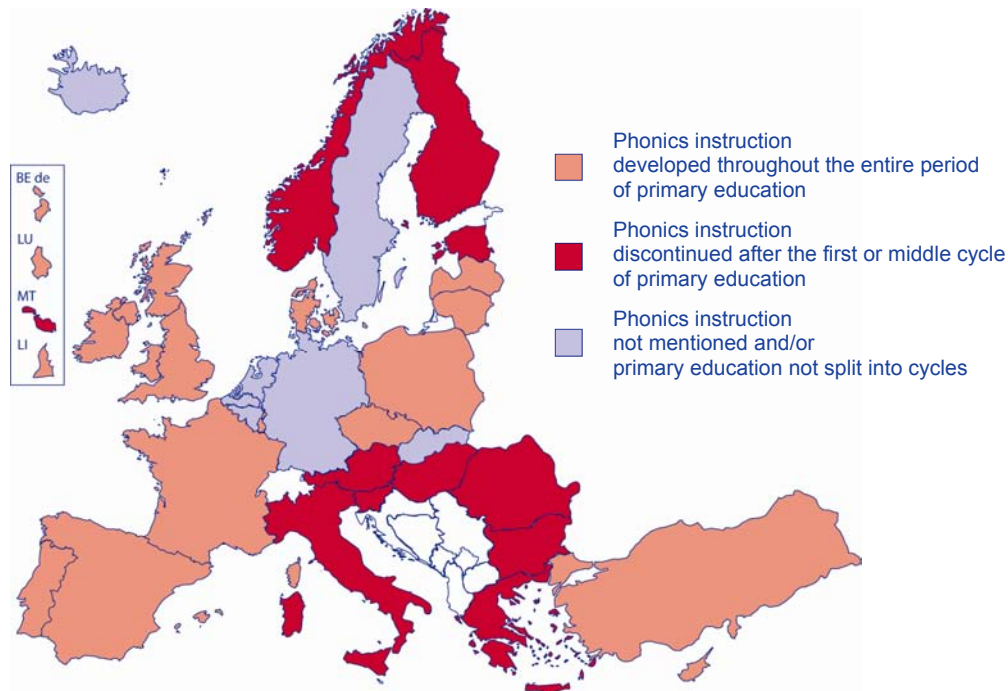 BE de
LU
MT
LI
Phonics instruction
developed throughout the entire period
of primary education
Phonics instruction
discontinued after the first or middle cycle
of primary education
Phonics instruction
not mentioned and/or
primary education not split into cycles